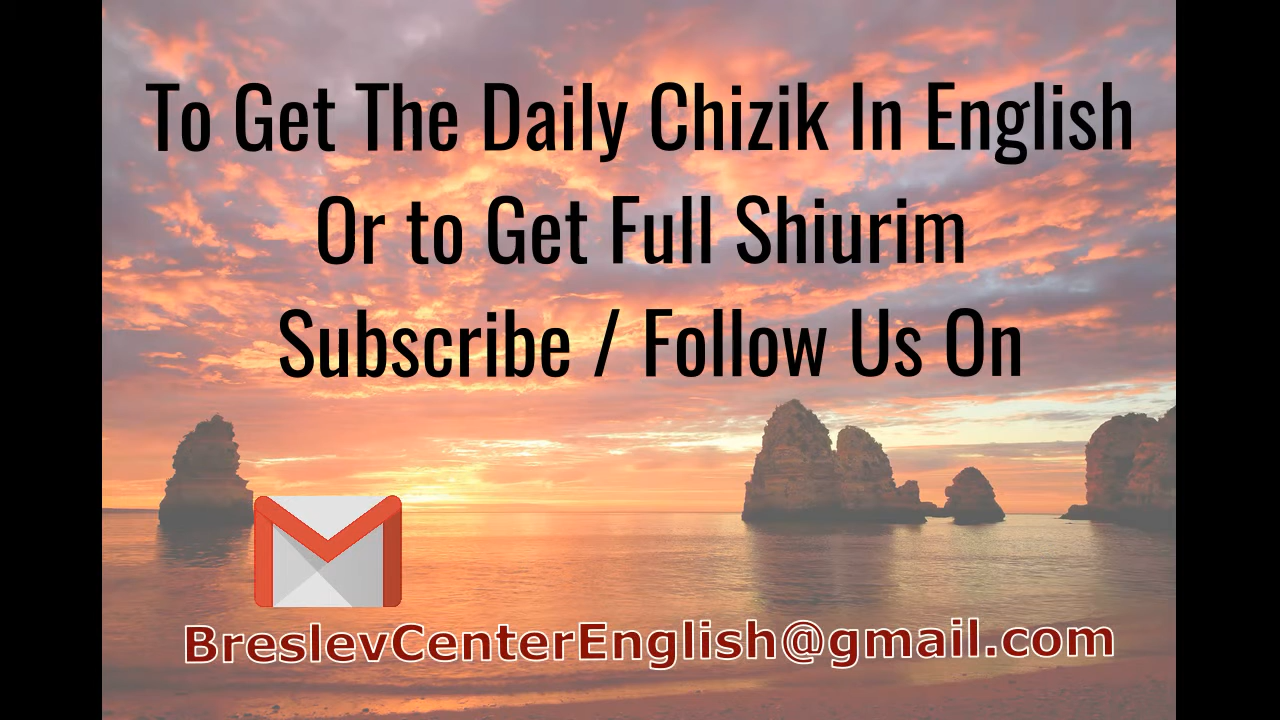 To Get The Daily Chizik In English
Or to Get Full Shiurim
Subscribe / Follow Us On
BreslevCenterEnglish@gmail.com